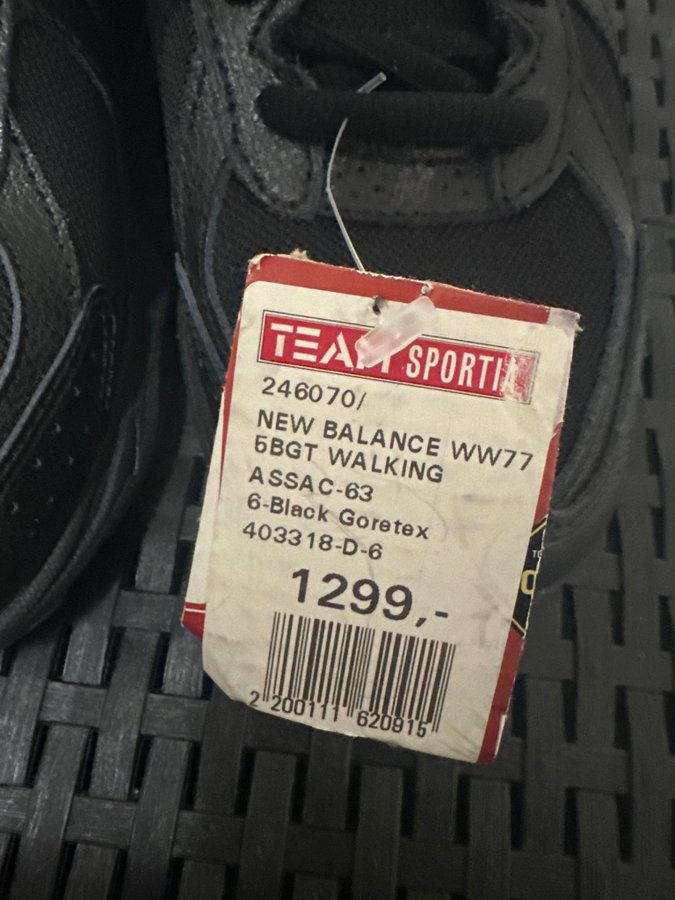 TEAM SPORTIA
246070/
NEW BALANCE WW77
5BGT WALKING
ASSAC-63
6-Black Goretex
403318-D-6
1299,-
2 200111 620915